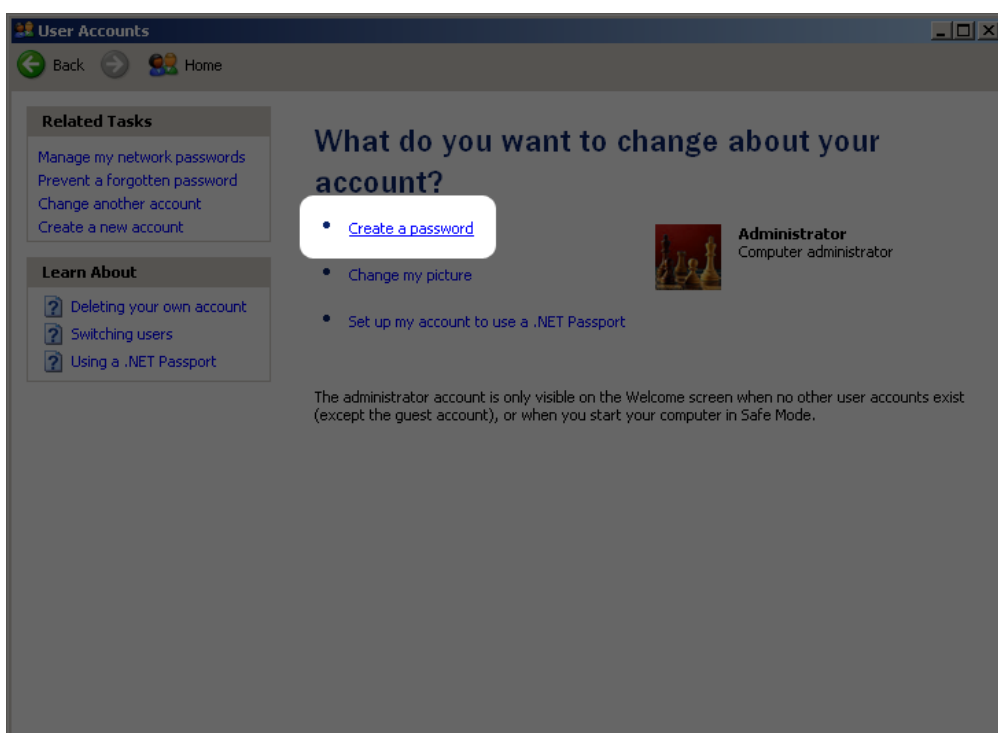 User Accounts
Back
Home
Related Tasks
Manage my network passwords
Prevent a forgotten password
Change another account
Create a new account
Learn About
Deleting your own account
Switching users
Using a .NET Passport
What do you want to change about your
account?
Create a password
Change my picture
Set up my account to use a .NET Passport
Administrator
Computer administrator
The administrator account is only visible on the Welcome screen when no other user accounts exist
(except the guest account), or when you start your computer in Safe Mode.